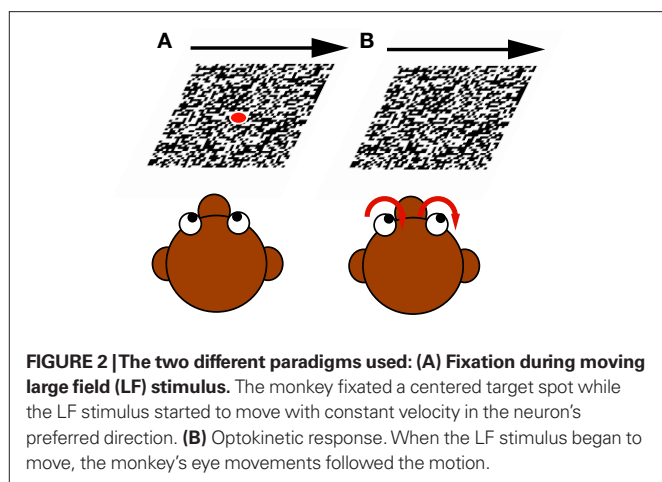 A B
FIGURE 2 | The two different paradigms used: (A) Fixation during moving
large field (LF) stimulus. The monkey fixated a centered target spot while
the LF stimulus started to move with constant velocity in the neuron's
preferred direction. (B) Optokinetic response. When the LF stimulus began to
move, the monkey's eye movements followed the motion.